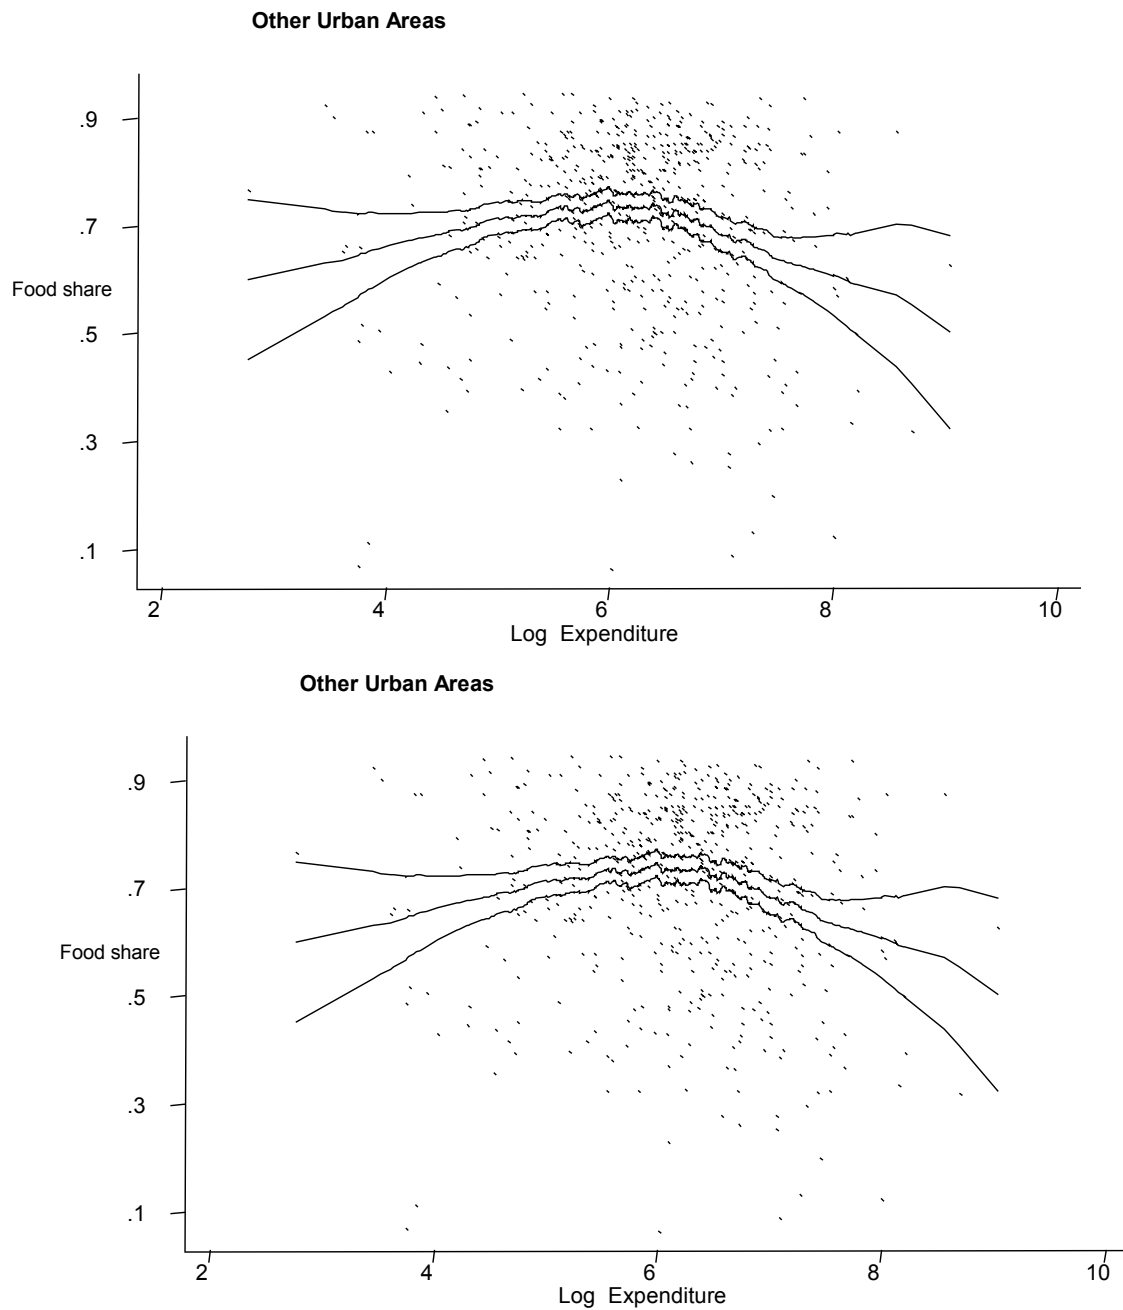 Other Urban Areas
.9
.7
Food share
.5
.3
.1
2 4 6 8 10
Log Expenditure
Other Urban Areas
.9
.7
Food share
.5
.3
.1
2 4 6 8 10
Log Expenditure